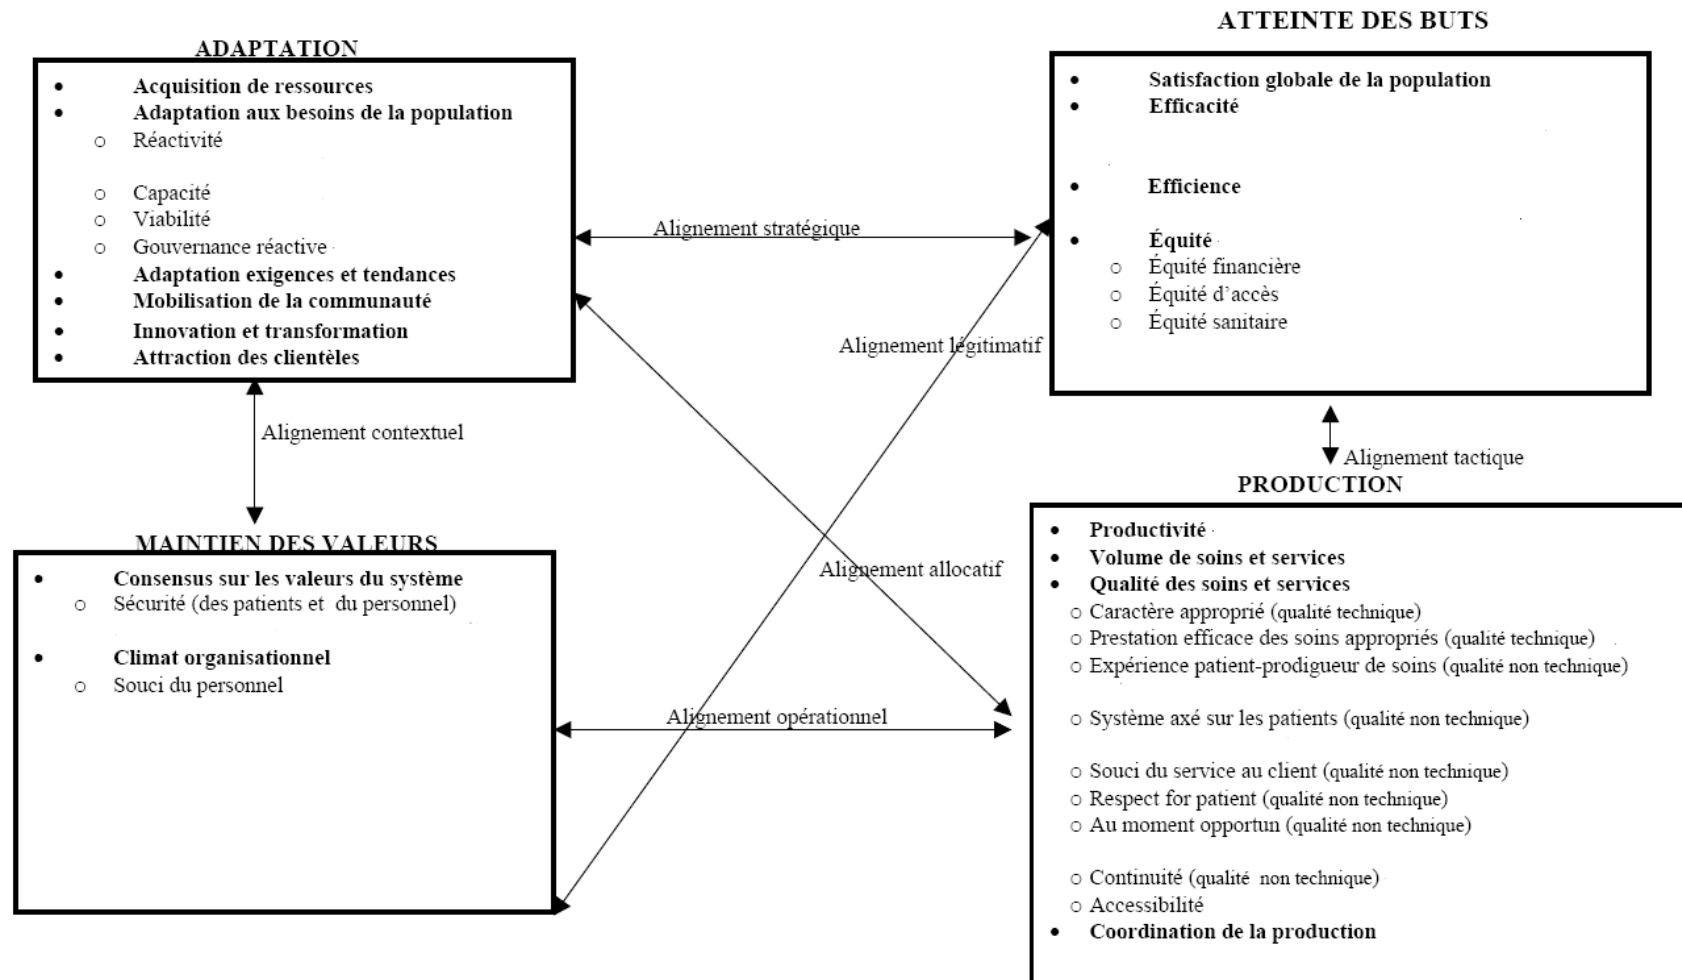 ADAPTATION
• Acquisition de ressources
• Adaptation aux besoins de la population
o Réactivité
o Capacité
o Viabilité
o Gouvernance réactive
• Adaptation exigences et tendances
• Mobilisation de la communauté
• Innovation et transformation
• Attraction des clientèles
ATTEINTE DES BUTS
• Satisfaction globale de la population
• Efficacité
• Efficience
• Équité
o Équité financière
o Équité d’accès
o Équité sanitaire
Alignement stratégique
Alignement légitimatif
Alignement contextuel
Alignement tactique
Alignement allocatif
Alignement opérationnel
MAINTIEN DES VALEURS
• Consensus sur les valeurs du système
o Sécurité (des patients et du personnel)
• Climat organisationnel
o Souci du personnel
PRODUCTION
• Productivité
• Volume de soins et services
• Qualité des soins et services
o Caractère approprié (qualité technique)
o Prestation efficace des soins appropriés (qualité technique)
o Expérience patient-prodigueur de soins (qualité non technique)
o Système axé sur les patients (qualité non technique)
o Souci du service au client (qualité non technique)
o Respect for patient (qualité non technique)
o Au moment opportun (qualité non technique)
o Continuité (qualité non technique)
o Accessibilité
• Coordination de la production